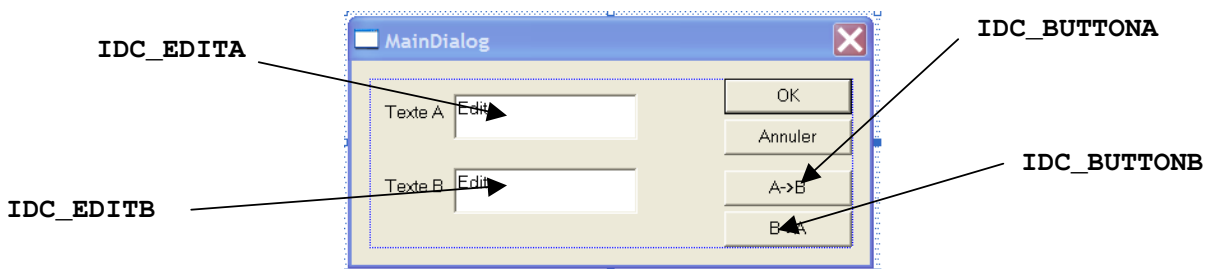 IDC_BUTTONA
IDC_EDITA
MainDialog
Texte A
OK
Annuler
IDC_BUTTONB
Texte B
A->B
IDC_EDITB